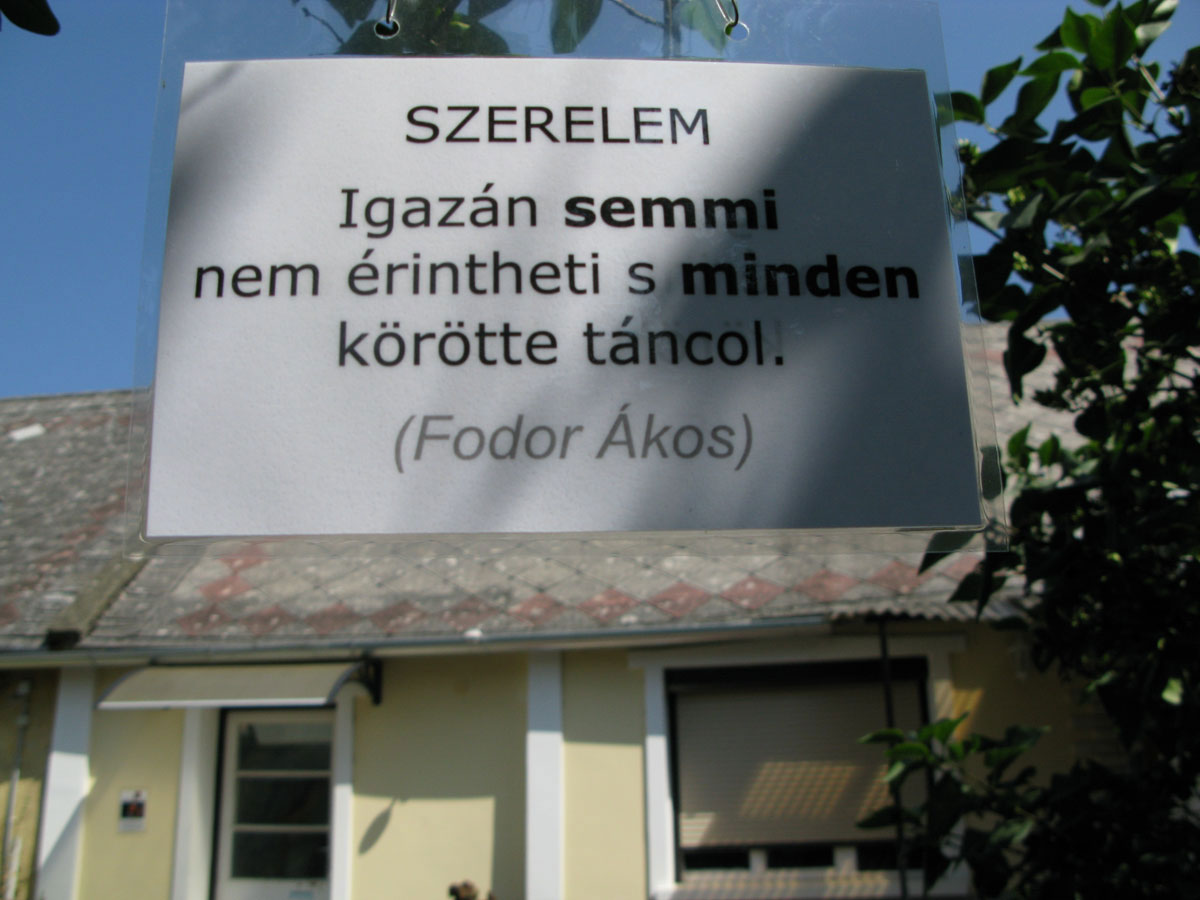 SZERELEM
Igazán semmi
nem érintheti s minden
körötte táncol.
(Fodor Ákos)